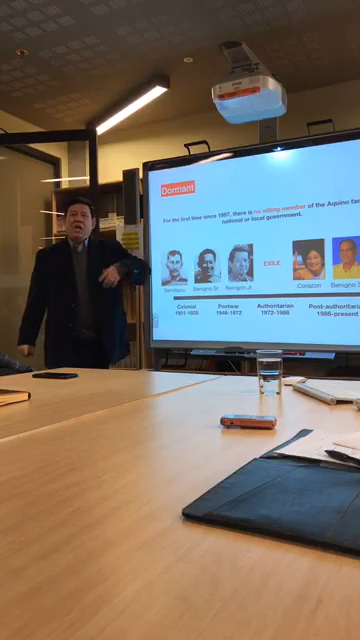 Dormant
For the first time since 1987, there is no sitting member of the Aquino
national or local government.
EXILE
Servillano Benigno Sr. Benigno Jr. Corazon Benigno
Colonial Postwar Authoritarian Post-authoritarian
1901-1935 1946-1972 1972-1986 1986-present